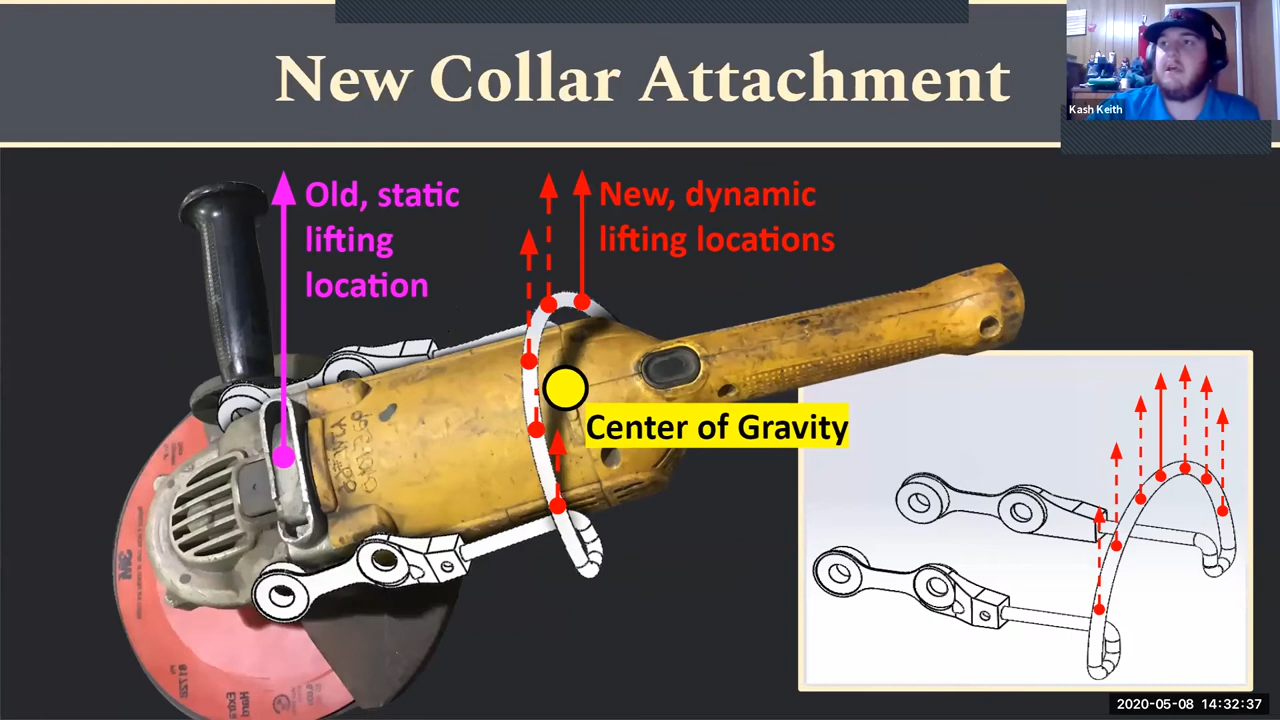 New Collar Attachment
Kash Keith
Old, static
lifting
location
New, dynamic
lifting locations
Center of Gravity
3M
2020-05-08 14:32:37